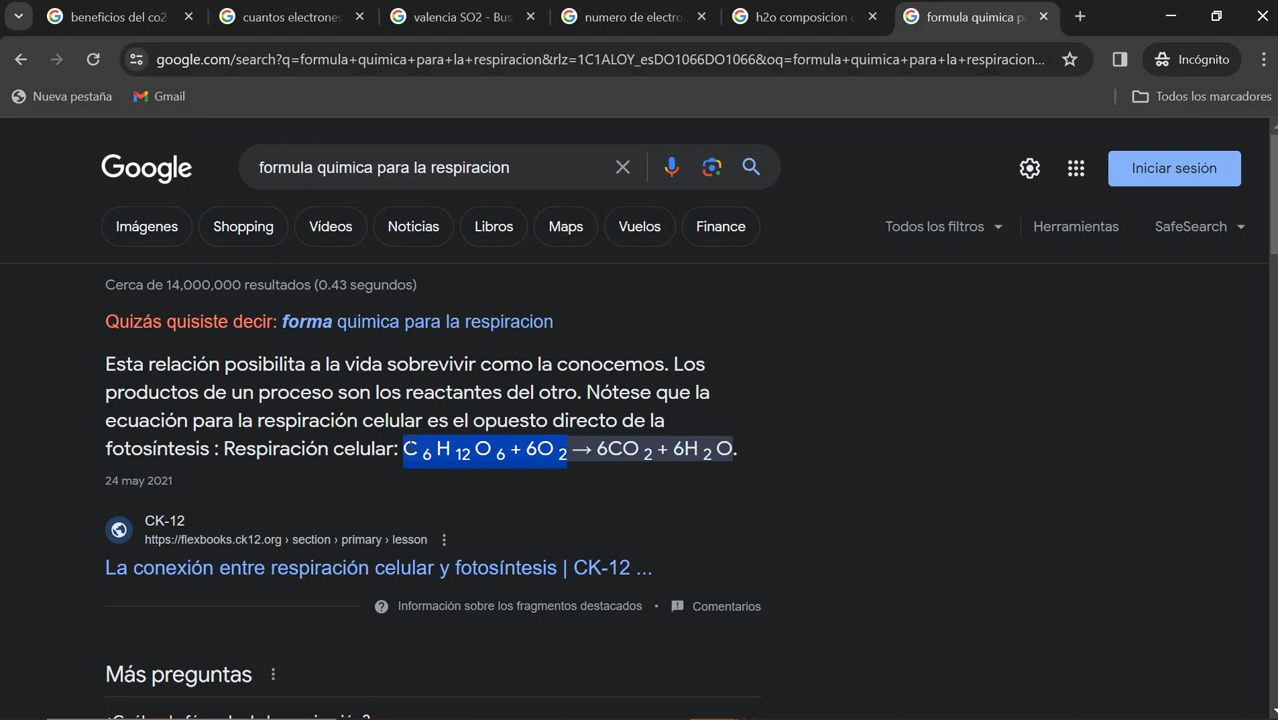 beneficios del co2
cuantos electrones
valencia SO2 - Bus
numero de electro
h2o composicion
formula quimica p
google.com/search?q=formula+quimica+para+la+respiracion&rlz=1C1ALOY_esDO1066DO1066&oq=formula+quimica+para+la+respiracion...
Incógnito
Nueva pestaña
Gmail
Todos los marcadores
Google
formula quimica para la respiracion
Iniciar sesión
Imágenes
Shopping
Videos
Noticias
Libros
Maps
Vuelos
Finance
Todos los filtros
Herramientas
SafeSearch
Cerca de 14,000,000 resultados (0.43 segundos)
Quizás quisiste decir: forma quimica para la respiracion
Esta relación posibilita a la vida sobrevivir como la conocemos. Los
productos de un proceso son los reactantes del otro. Nótese que la
ecuación para la respiración celular es el opuesto directo de la
fotosíntesis : Respiración celular: C 6 H 12 O 6 + 6O 2 → 6CO 2 + 6H 2 O.
24 may 2021
CK-12
https://flexbooks.ck12.org › section › primary › lesson
La conexión entre respiración celular y fotosíntesis | CK-12 ...
Información sobre los fragmentos destacados
•
Comentarios
Más preguntas